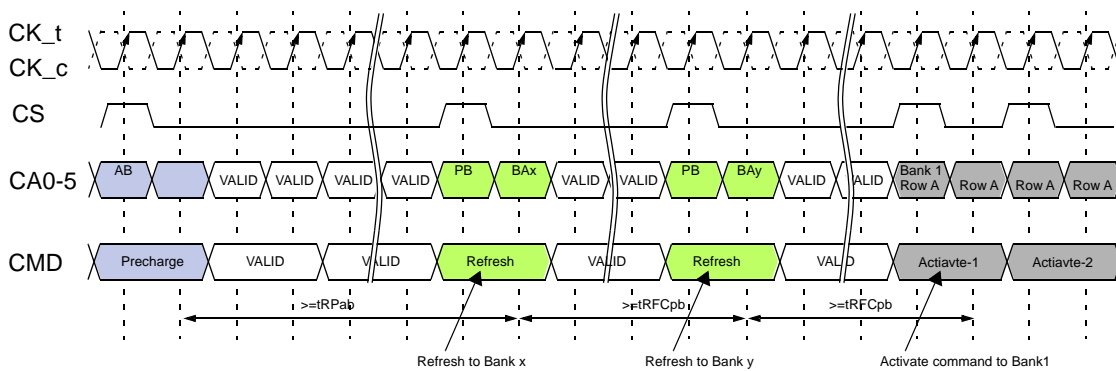 CK_t
CK_c
CS
CA0-5
AB
VALID
VALID
VALID
VALID
PB
BAx
VALID
VALID
PB
BAy
VALID
VALID
Bank 1
Row A
Row A
Row A
Row A
CMD
Precharge
VALID
VALID
Refresh
VALID
Refresh
VALID
Actiavte-1
Actiavte-2
>=tRPab
>=tRFCpb
>=tRFCpb
Refresh to Bank x
Refresh to Bank y
Activate command to Bank1